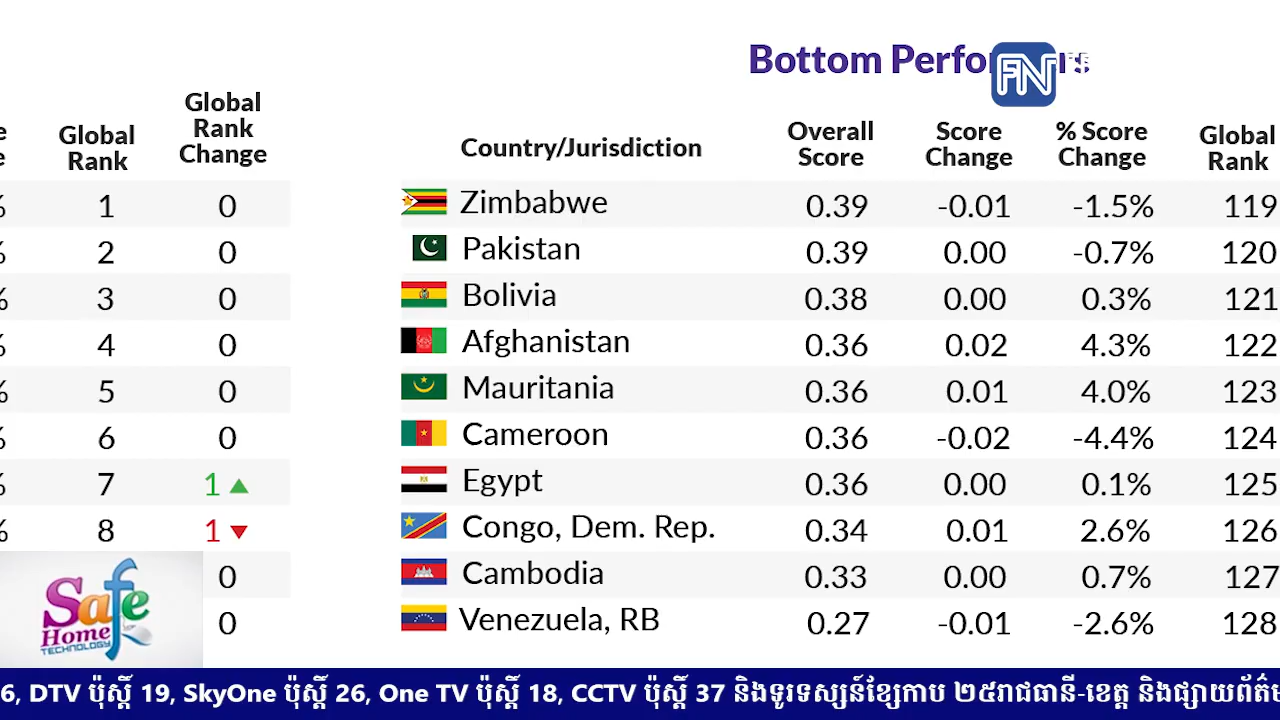 Bottom Performers
FN
Global
Rank
Global
Rank
Change
Country/Jurisdiction
Overall
Score
Score
Change
% Score
Change
Global
Rank
1 0 Zimbabwe 0.39 -0.01 -1.5% 119
2 0 Pakistan 0.39 0.00 -0.7% 120
3 0 Bolivia 0.38 0.00 0.3% 121
4 0 Afghanistan 0.36 0.02 4.3% 122
5 0 Mauritania 0.36 0.01 4.0% 123
6 0 Cameroon 0.36 -0.02 -4.4% 124
7 1 ▲ Egypt 0.36 0.00 0.1% 125
8 1 ▼ Congo, Dem. Rep. 0.34 0.01 2.6% 126
0 Cambodia 0.33 0.00 0.7% 127
0 Venezuela, RB 0.27 -0.01 -2.6% 128
Safe
Home
TECHNOLOGY
6, DTV ប៉ុស្តិ៍ 19, SkyOne ប៉ុស្តិ៍ 26, One TV ប៉ុស្តិ៍ 18, CCTV ប៉ុស្តិ៍ 37 និងទូរទស្សន៍ខ្សែកាប ២៥រាជធានី-ខេត្ត និងផ្សាយព័ត៌ម